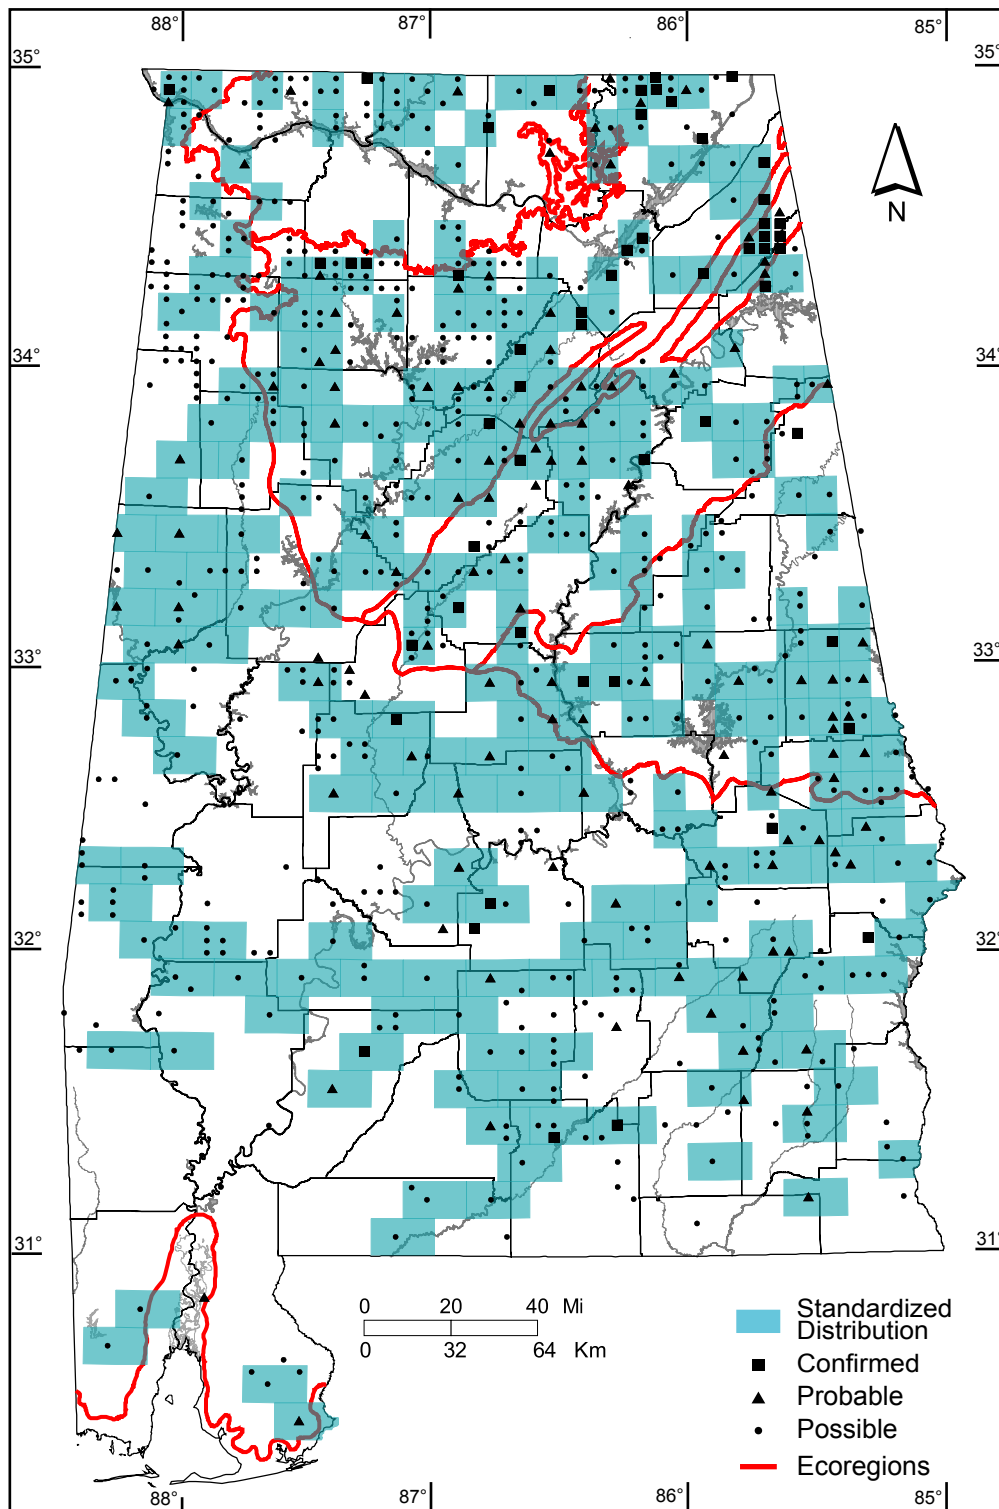 88° 87° 86° 85°
35° 35°
N
34° 34°
33° 33°
32° 32°
31° 31°
0 20 40 Mi
0 32 64 Km
Standardized
Distribution
Confirmed
Probable
Possible
Ecoregions
88° 87° 86° 85°